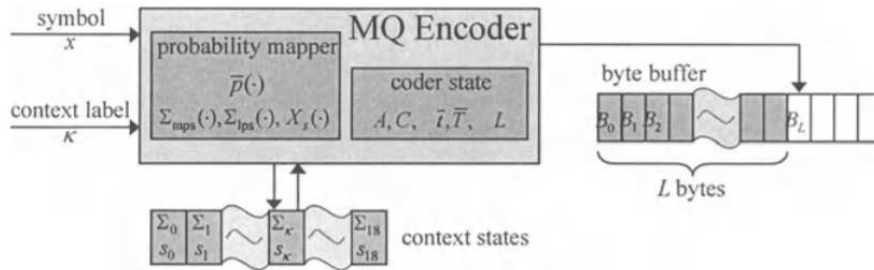 symbol
x
context label
κ
MQ Encoder
probability mapper
p̅(·)
Σmps(·), Σlps(·), Xs(·)
coder state
A, C, t̅, T̅, L
byte buffer
B0 B1 B2 BL
L bytes
Σ0 Σ1 Σκ Σ18
s0 s1 sκ s18
context states